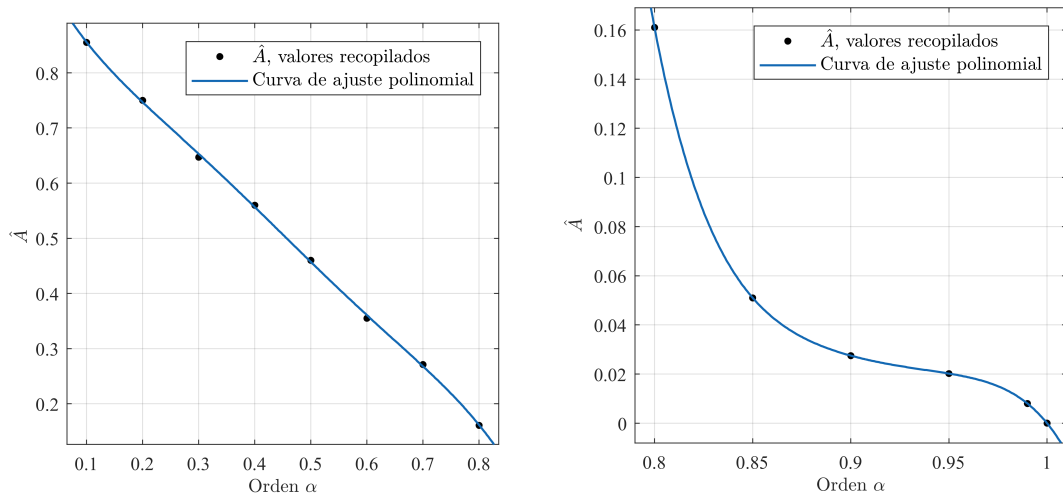 Â, valores recopilados
Curva de ajuste polinomial
0.8
0.7
0.6
0.5
0.4
0.3
0.2
Â
0.1 0.2 0.3 0.4 0.5 0.6 0.7 0.8
Orden α
Â, valores recopilados
Curva de ajuste polinomial
0.16
0.14
0.12
0.1
0.08
0.06
0.04
0.02
0
Â
0.8 0.85 0.9 0.95 1
Orden α